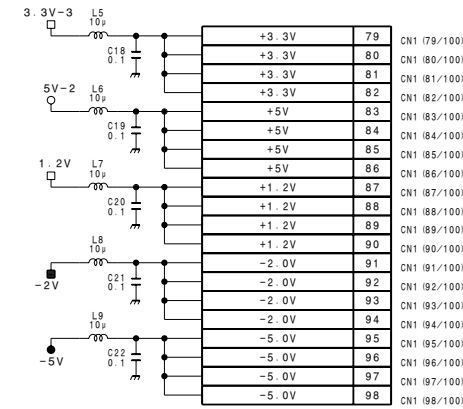 3.3V-3
L5
10μ
C18
0.1
+3.3V 79 CN1 (79/100)
+3.3V 80 CN1 (80/100)
+3.3V 81 CN1 (81/100)
+3.3V 82 CN1 (82/100)
5V-2
L6
10μ
C19
0.1
+5V 83 CN1 (83/100)
+5V 84 CN1 (84/100)
+5V 85 CN1 (85/100)
+5V 86 CN1 (86/100)
1.2V
L7
10μ
C20
0.1
+1.2V 87 CN1 (87/100)
+1.2V 88 CN1 (88/100)
+1.2V 89 CN1 (89/100)
+1.2V 90 CN1 (90/100)
L8
10μ
-2V
C21
0.1
-2.0V 91 CN1 (91/100)
-2.0V 92 CN1 (92/100)
-2.0V 93 CN1 (93/100)
-2.0V 94 CN1 (94/100)
L9
10μ
-5V
C22
0.1
-5.0V 95 CN1 (95/100)
-5.0V 96 CN1 (96/100)
-5.0V 97 CN1 (97/100)
-5.0V 98 CN1 (98/100)